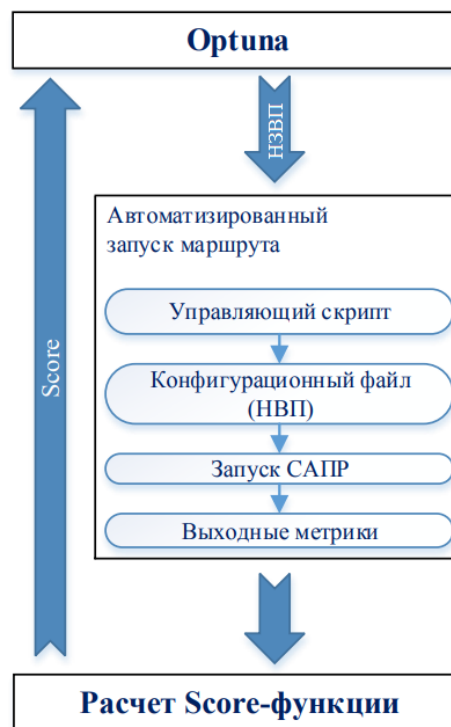 Optuna
НЗВП
Автоматизированный
запуск маршрута
Управляющий скрипт
Конфигурационный файл
(НВП)
Запуск САПР
Выходные метрики
Score
Расчет Score-функции